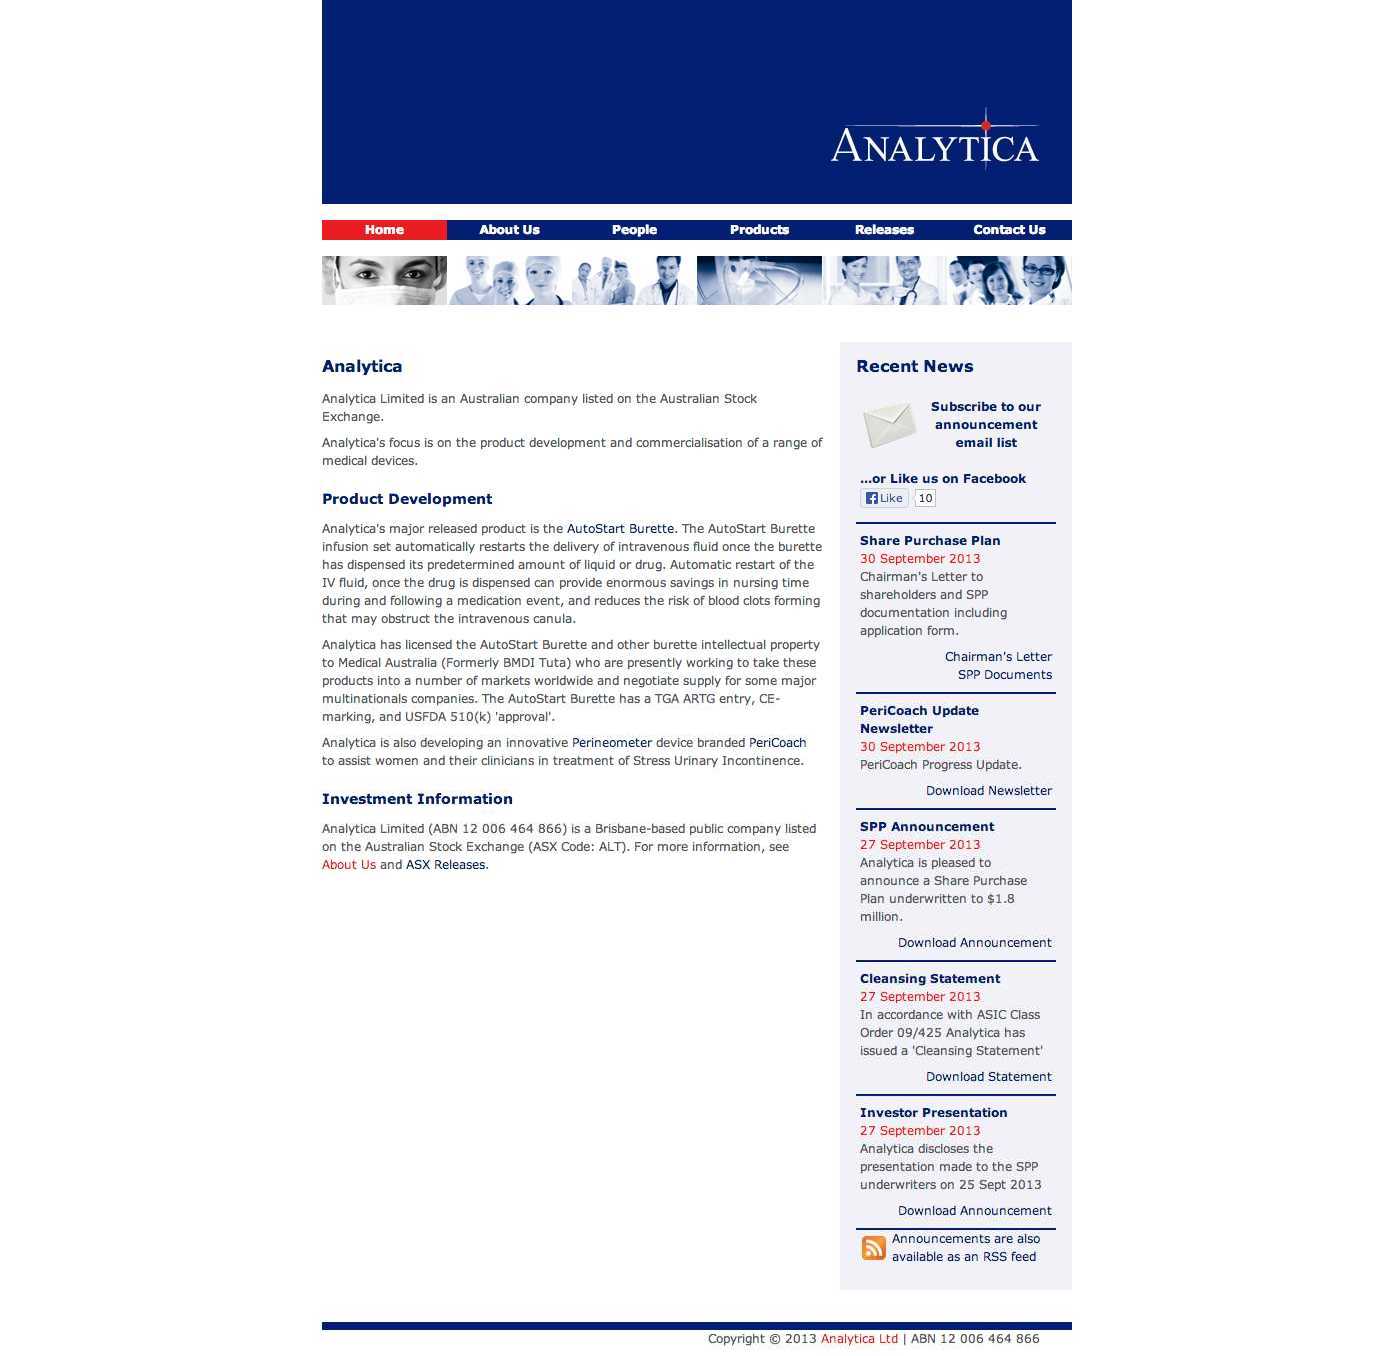 ANALYTICA
Home About Us People Products Releases Contact Us
Analytica
Analytica Limited is an Australian company listed on the Australian Stock
Exchange.
Analytica's focus is on the product development and commercialisation of a range of
medical devices.
Product Development
Analytica's major released product is the AutoStart Burette. The AutoStart Burette
infusion set automatically restarts the delivery of intravenous fluid once the burette
has dispensed its predetermined amount of liquid or drug. Automatic restart of the
IV fluid, once the drug is dispensed can provide enormous savings in nursing time
during and following a medication event, and reduces the risk of blood clots forming
that may obstruct the intravenous canula.
Analytica has licensed the AutoStart Burette and other burette intellectual property
to Medical Australia (Formerly BMDI Tuta) who are presently working to take these
products into a number of markets worldwide and negotiate supply for some major
multinationals companies. The AutoStart Burette has a TGA ARTG entry, CE-
marking, and USFDA 510(k) 'approval'.
Analytica is also developing an innovative Perineometer device branded PeriCoach
to assist women and their clinicians in treatment of Stress Urinary Incontinence.
Investment Information
Analytica Limited (ABN 12 006 464 866) is a Brisbane-based public company listed
on the Australian Stock Exchange (ASX Code: ALT). For more information, see
About Us and ASX Releases.
Recent News
Subscribe to our
announcement
email list
...or Like us on Facebook
Like 10
Share Purchase Plan
30 September 2013
Chairman's Letter to
shareholders and SPP
documentation including
application form.
Chairman's Letter
SPP Documents
PeriCoach Update
Newsletter
30 September 2013
PeriCoach Progress Update.
Download Newsletter
SPP Announcement
27 September 2013
Analytica is pleased to
announce a Share Purchase
Plan underwritten to $1.8
million.
Download Announcement
Cleansing Statement
27 September 2013
In accordance with ASIC Class
Order 09/425 Analytica has
issued a 'Cleansing Statement'
Download Statement
Investor Presentation
27 September 2013
Analytica discloses the
presentation made to the SPP
underwriters on 25 Sept 2013
Download Announcement
Announcements are also
available as an RSS feed
Copyright © 2013 Analytica Ltd | ABN 12 006 464 866